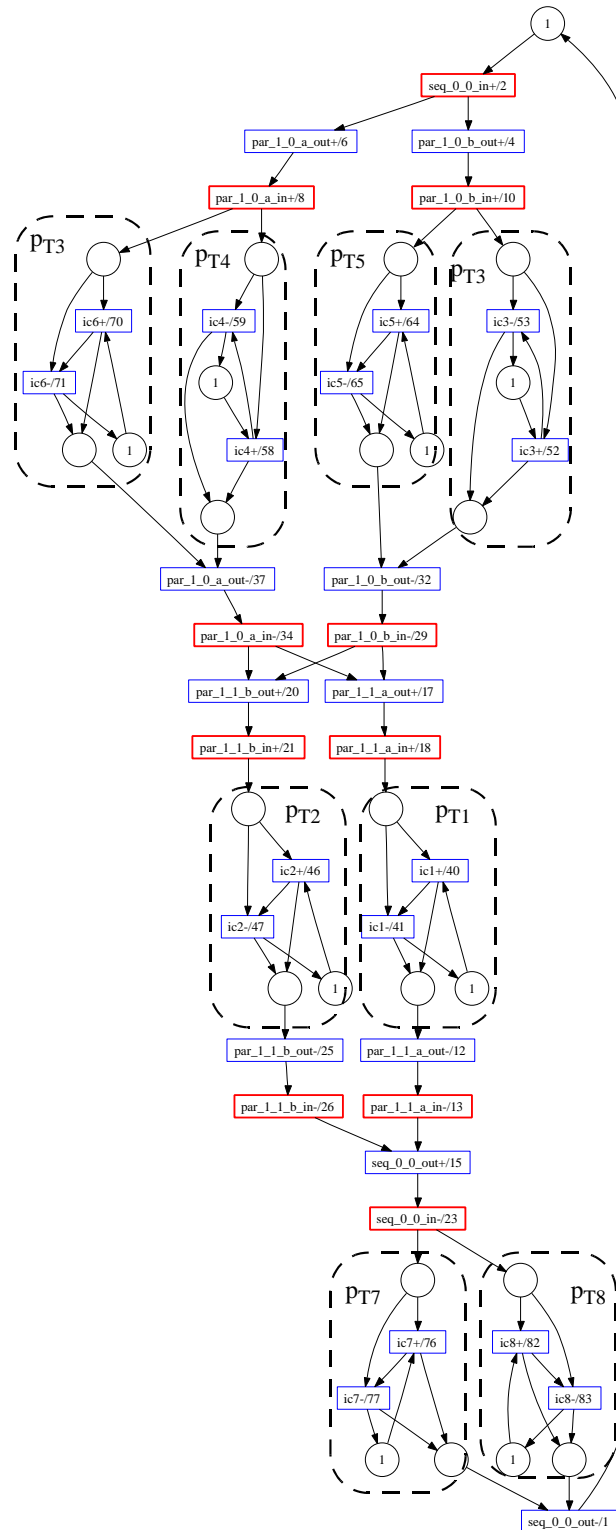 1
seq_0_0_in+/2
par_1_0_a_out+/6
par_1_0_b_out+/4
par_1_0_a_in+/8
par_1_0_b_in+/10
pT3
pT4
pT5
pT3
ic6+/70
ic4-/59
ic5+/64
ic3-/53
ic6-/71
1
ic5-/65
1
1
ic4+/58
1
ic3+/52
par_1_0_a_out-/37
par_1_0_b_out-/32
par_1_0_a_in-/34
par_1_0_b_in-/29
par_1_1_b_out+/20
par_1_1_a_out+/17
par_1_1_b_in+/21
par_1_1_a_in+/18
pT2
pT1
ic2+/46
ic1+/40
ic2-/47
ic1-/41
1
1
par_1_1_b_out-/25
par_1_1_a_out-/12
par_1_1_b_in-/26
par_1_1_a_in-/13
seq_0_0_out+/15
seq_0_0_in-/23
pT7
pT8
ic7+/76
ic8+/82
ic7-/77
ic8-/83
1
1
seq_0_0_out-/1